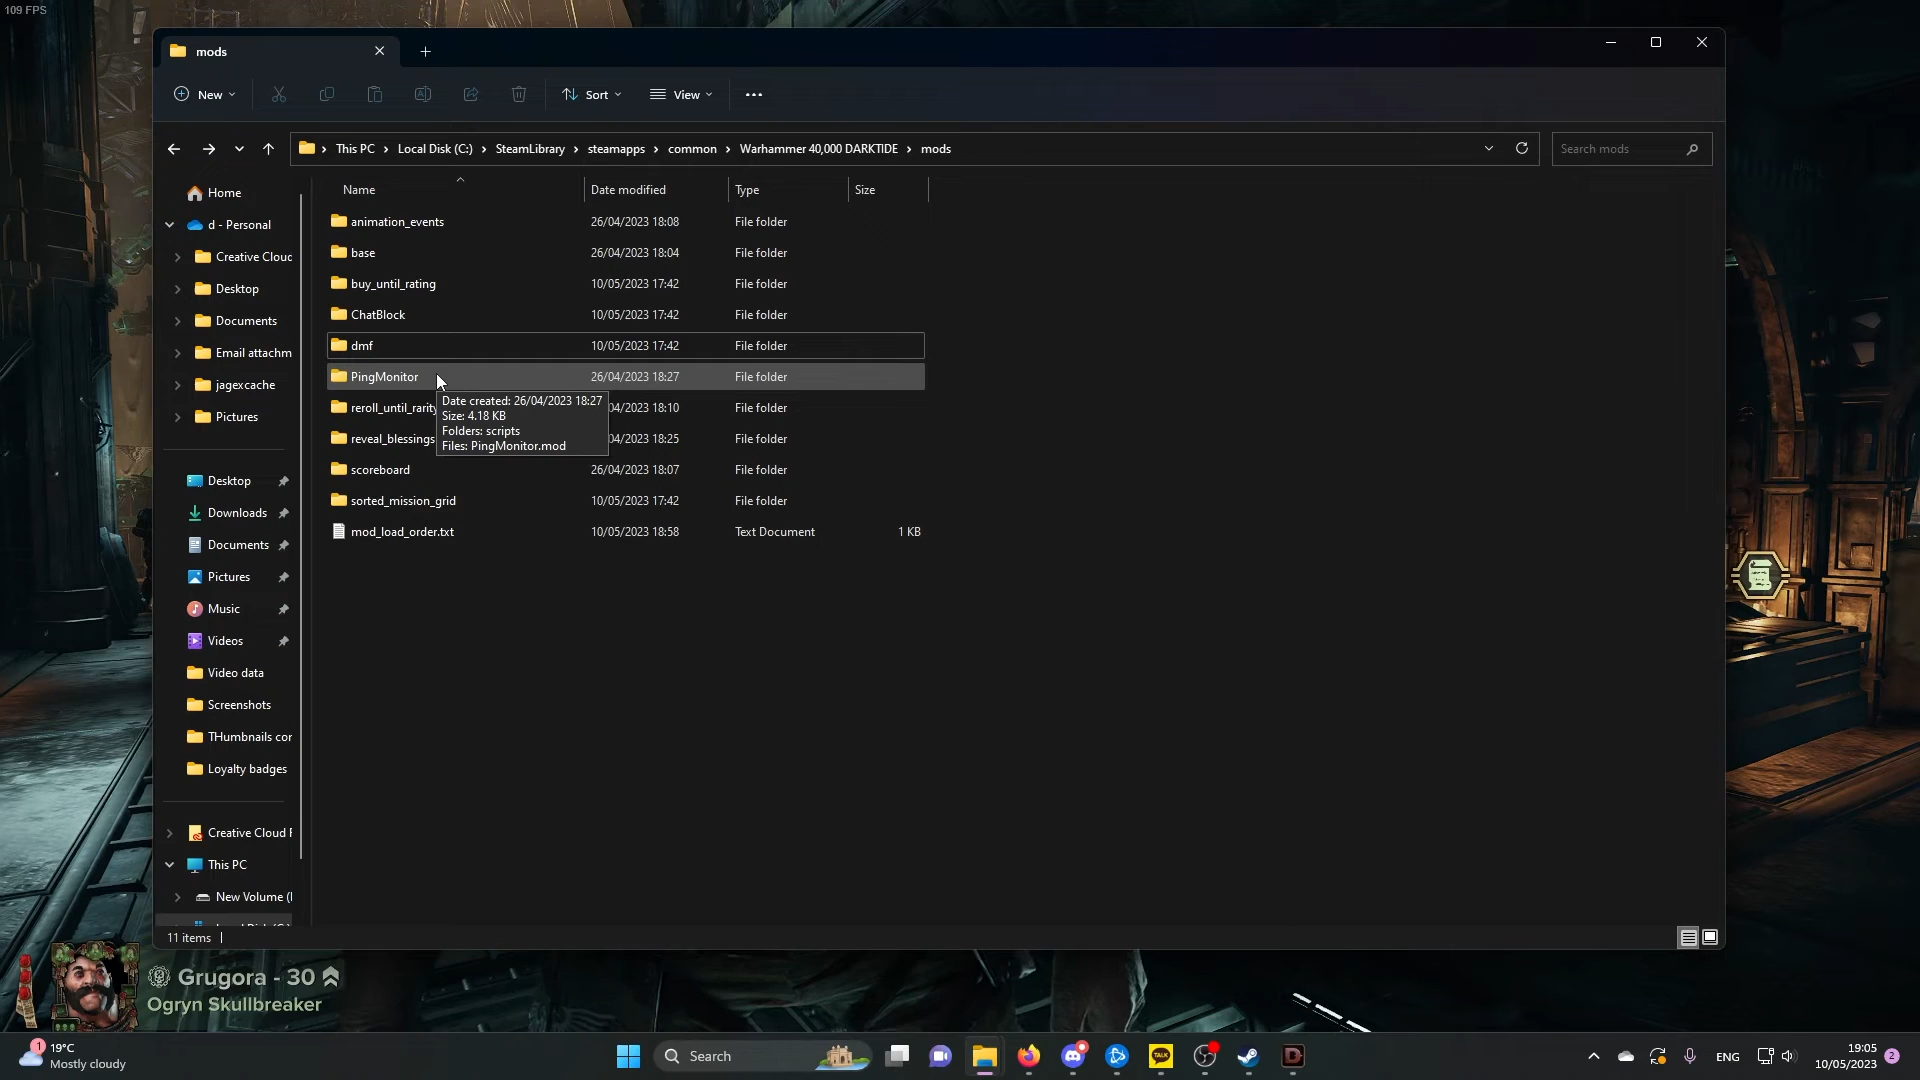 109 FPS
mods
New
Sort
View
This PC
Local Disk (C:)
SteamLibrary
steamapps
common
Warhammer 40,000 DARKTIDE
mods
Search mods
Name
Date modified
Type
Size
Home
d - Personal
Creative Cloud
Desktop
Documents
Email attachm
jagexcache
Pictures
Desktop
Downloads
Documents
Pictures
Music
Videos
Video data
Screenshots
THumbnails cor
Loyalty badges
Creative Cloud F
This PC
New Volume (I
animation_events 26/04/2023 18:08 File folder
base 26/04/2023 18:04 File folder
buy_until_rating 10/05/2023 17:42 File folder
ChatBlock 10/05/2023 17:42 File folder
dmf 10/05/2023 17:42 File folder
PingMonitor 26/04/2023 18:27 File folder
reroll_until_rarity 04/2023 18:10 File folder
reveal_blessings 04/2023 18:25 File folder
scoreboard 26/04/2023 18:07 File folder
sorted_mission_grid 10/05/2023 17:42 File folder
mod_load_order.txt 10/05/2023 18:58 Text Document 1 KB
Date created: 26/04/2023 18:27
Size: 4.18 KB
Folders: scripts
Files: PingMonitor.mod
11 items
Grugora - 30
Ogryn Skullbreaker
1
19°C
Mostly cloudy
Search
TALK
ENG
19:05
10/05/2023
2